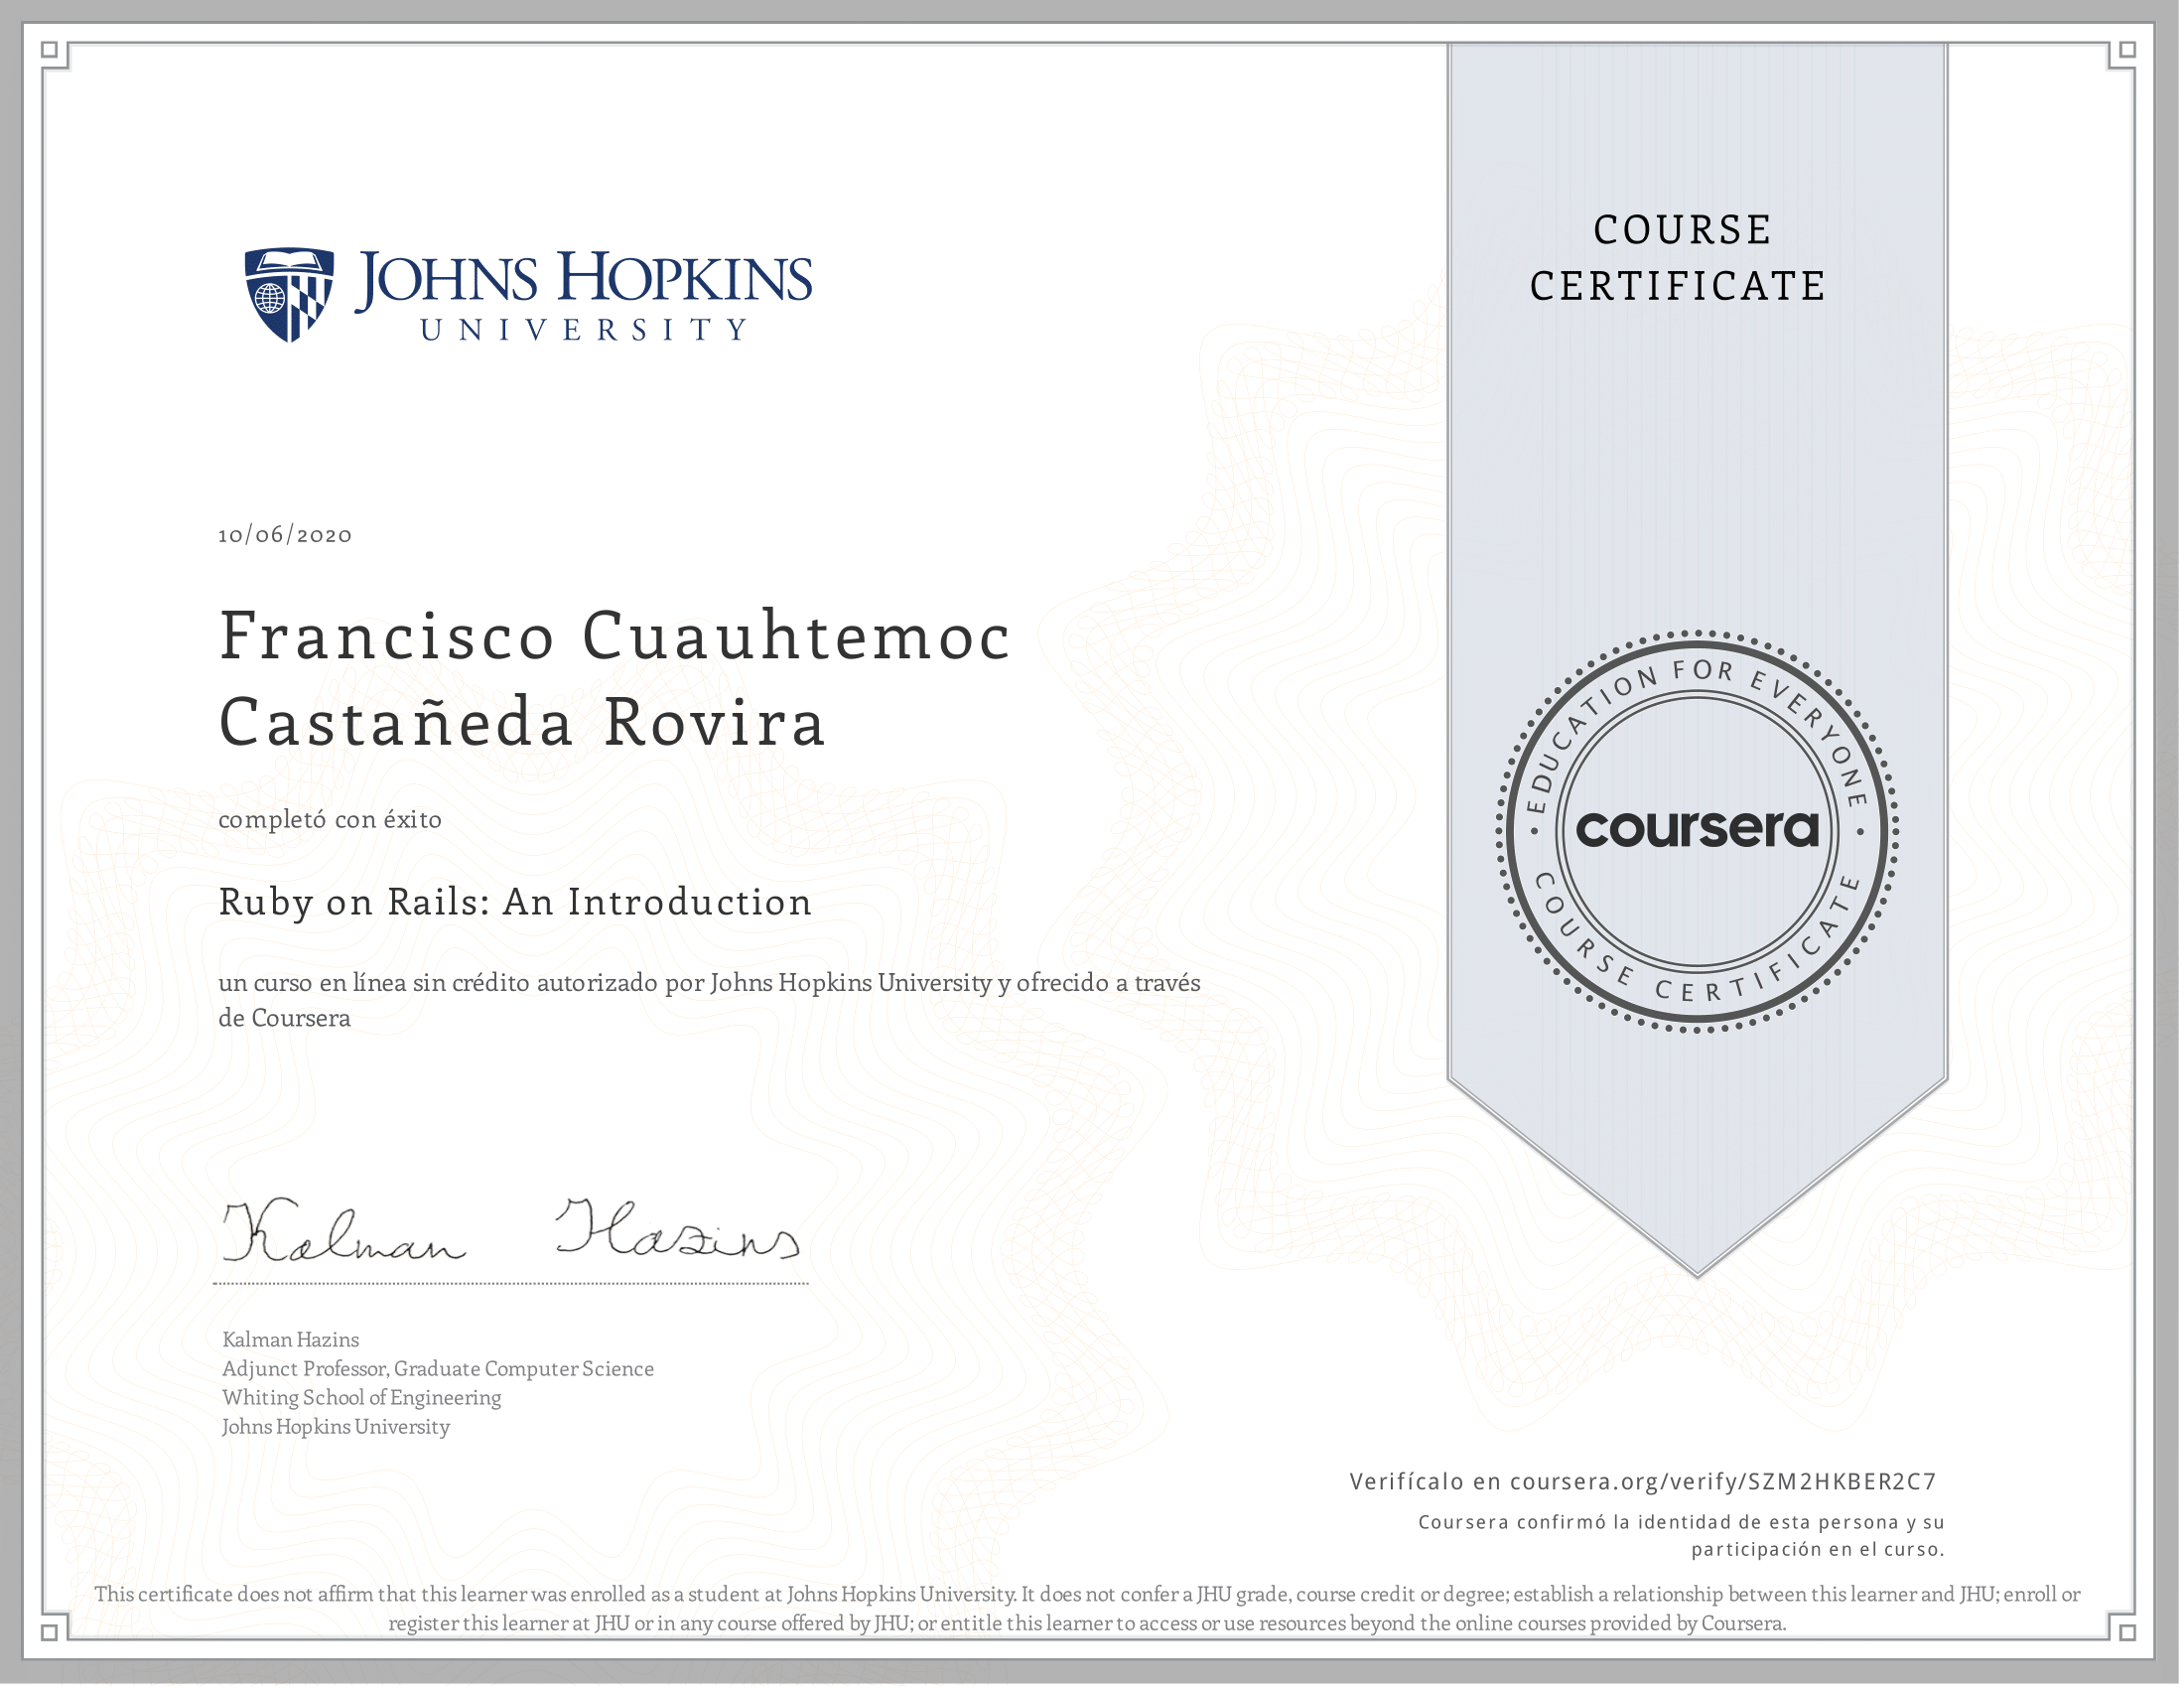 JOHNS HOPKINS
UNIVERSITY
COURSE
CERTIFICATE
10/06/2020
Francisco Cuauhtemoc
Castañeda Rovira
completó con éxito
Ruby on Rails: An Introduction
un curso en línea sin crédito autorizado por Johns Hopkins University y ofrecido a través
de Coursera
EDUCATION FOR EVERYONE
coursera
COURSE CERTIFICATE
Kalman Hazins
Kalman Hazins
Adjunct Professor, Graduate Computer Science
Whiting School of Engineering
Johns Hopkins University
Verifícalo en coursera.org/verify/SZM2HKBER2C7
Coursera confirmó la identidad de esta persona y su
participación en el curso.
This certificate does not affirm that this learner was enrolled as a student at Johns Hopkins University. It does not confer a JHU grade, course credit or degree; establish a relationship between this learner and JHU; enroll or
register this learner at JHU or in any course offered by JHU; or entitle this learner to access or use resources beyond the online courses provided by Coursera.